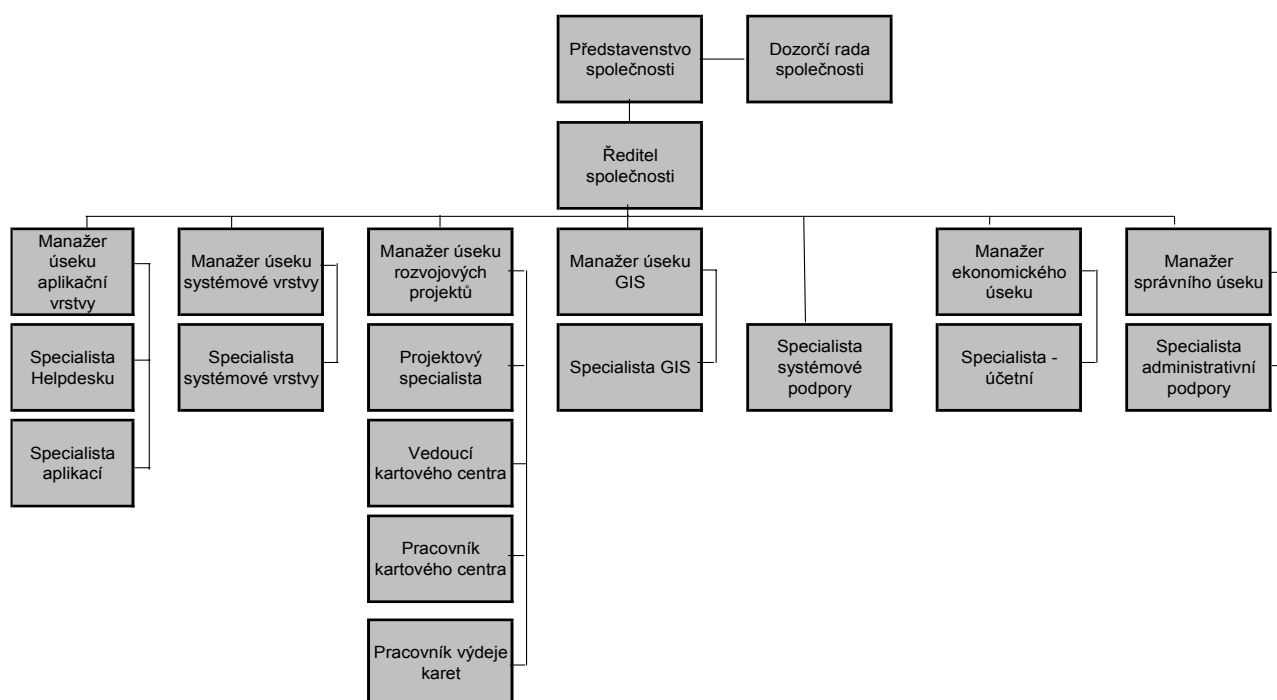 Představenstvo
společnosti
Dozorčí rada
společnosti
Ředitel
společnosti
Manažer
úseku
aplikační
vrstvy
Manažer úseku
systémové vrstvy
Manažer úseku
rozvojových
projektů
Manažer úseku
GIS
Manažer
ekonomického
úseku
Manažer
správního úseku
Specialista
Helpdesku
Specialista
systémové vrstvy
Projektový
specialista
Specialista GIS
Specialista
systémové
podpory
Specialista -
účetní
Specialista
administrativní
podpory
Specialista
aplikací
Vedoucí
kartového centra
Pracovník
kartového centra
Pracovník výdeje
karet